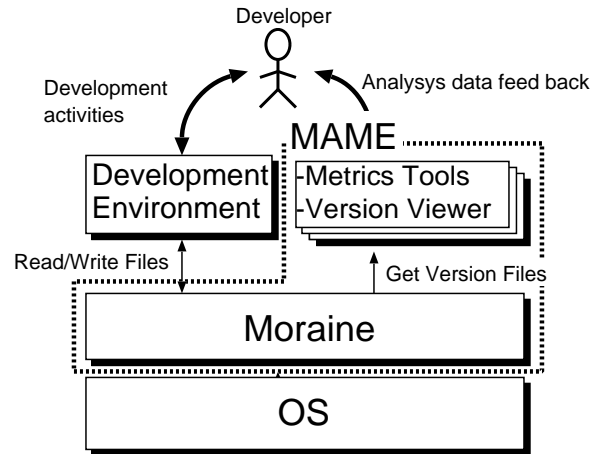 Developer
Development
activities
Analysys data feed back
MAME
Development
Environment
-Metrics Tools
-Version Viewer
Read/Write Files
Get Version Files
Moraine
OS